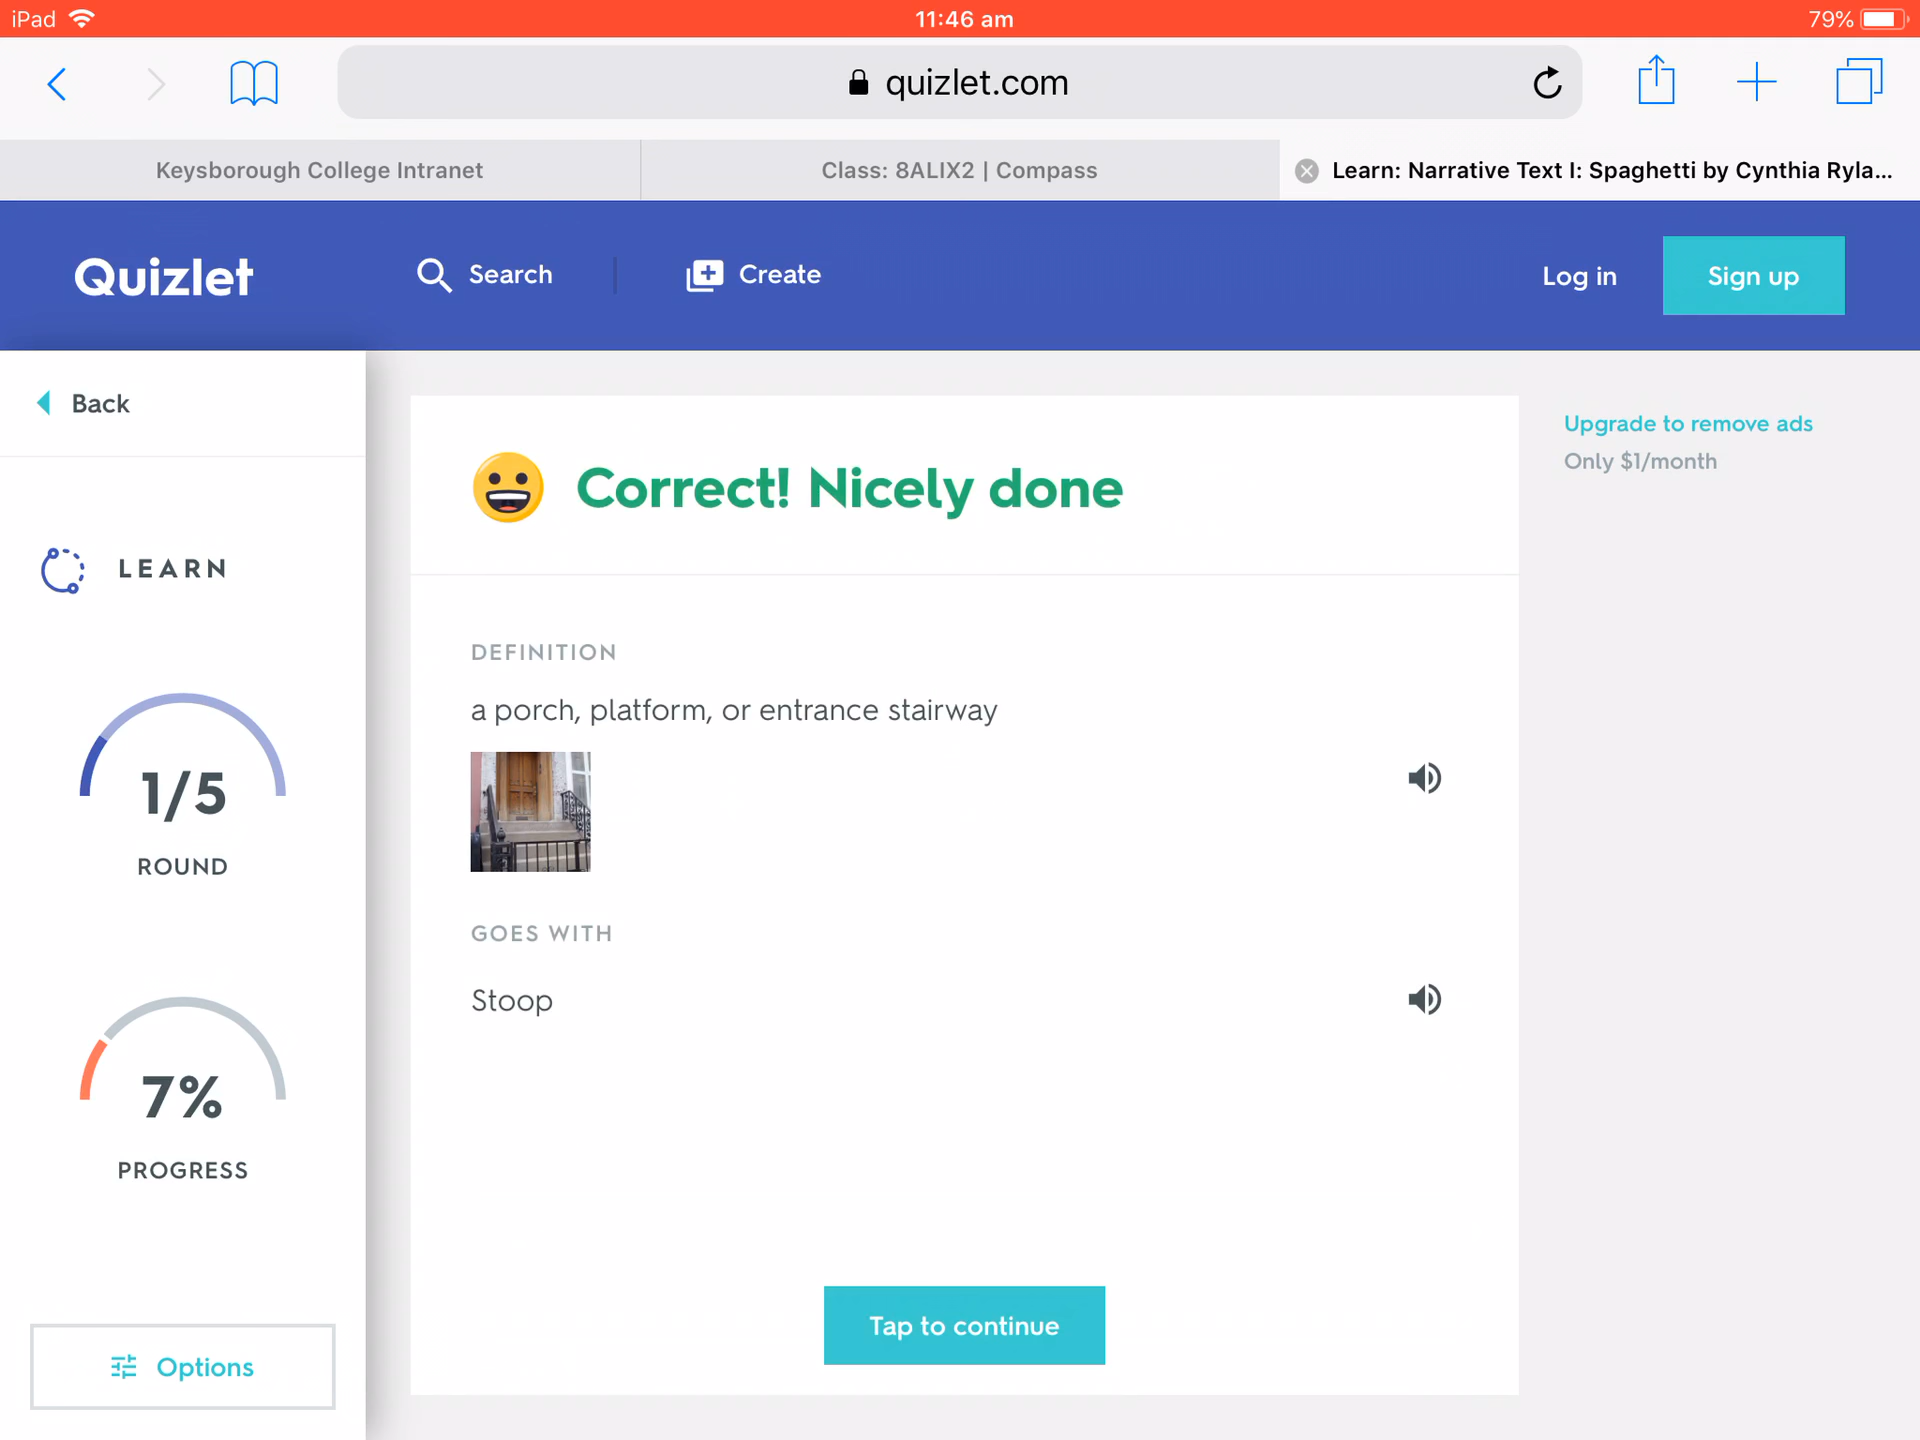 iPad
11:46 am
79%
quizlet.com
Keysborough College Intranet
Class: 8ALIX2 | Compass
Learn: Narrative Text I: Spaghetti by Cynthia Ryla...
Quizlet
Search
Create
Log in
Sign up
Back
LEARN
1/5
ROUND
7%
PROGRESS
Options
Correct! Nicely done
DEFINITION
a porch, platform, or entrance stairway
GOES WITH
Stoop
Tap to continue
Upgrade to remove ads
Only $1/month